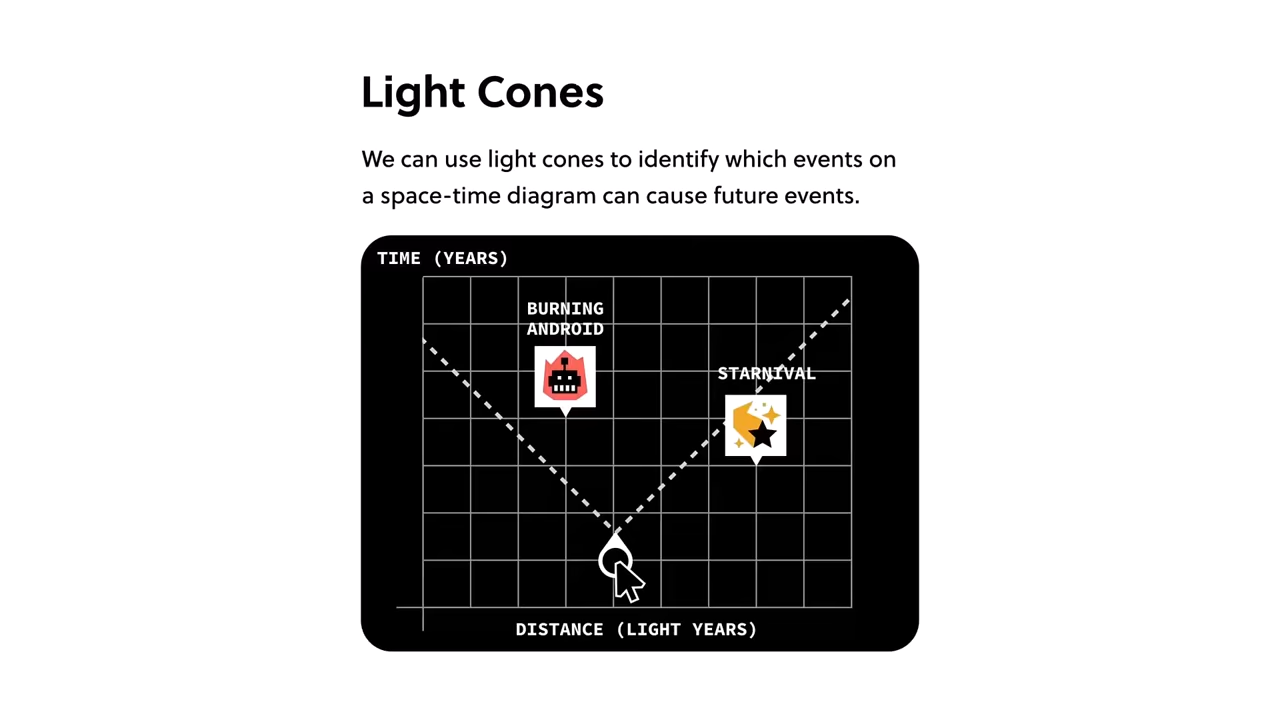 Light Cones
We can use light cones to identify which events on
a space-time diagram can cause future events.
TIME (YEARS)
BURNING
ANDROID
STARNIVAL
DISTANCE (LIGHT YEARS)